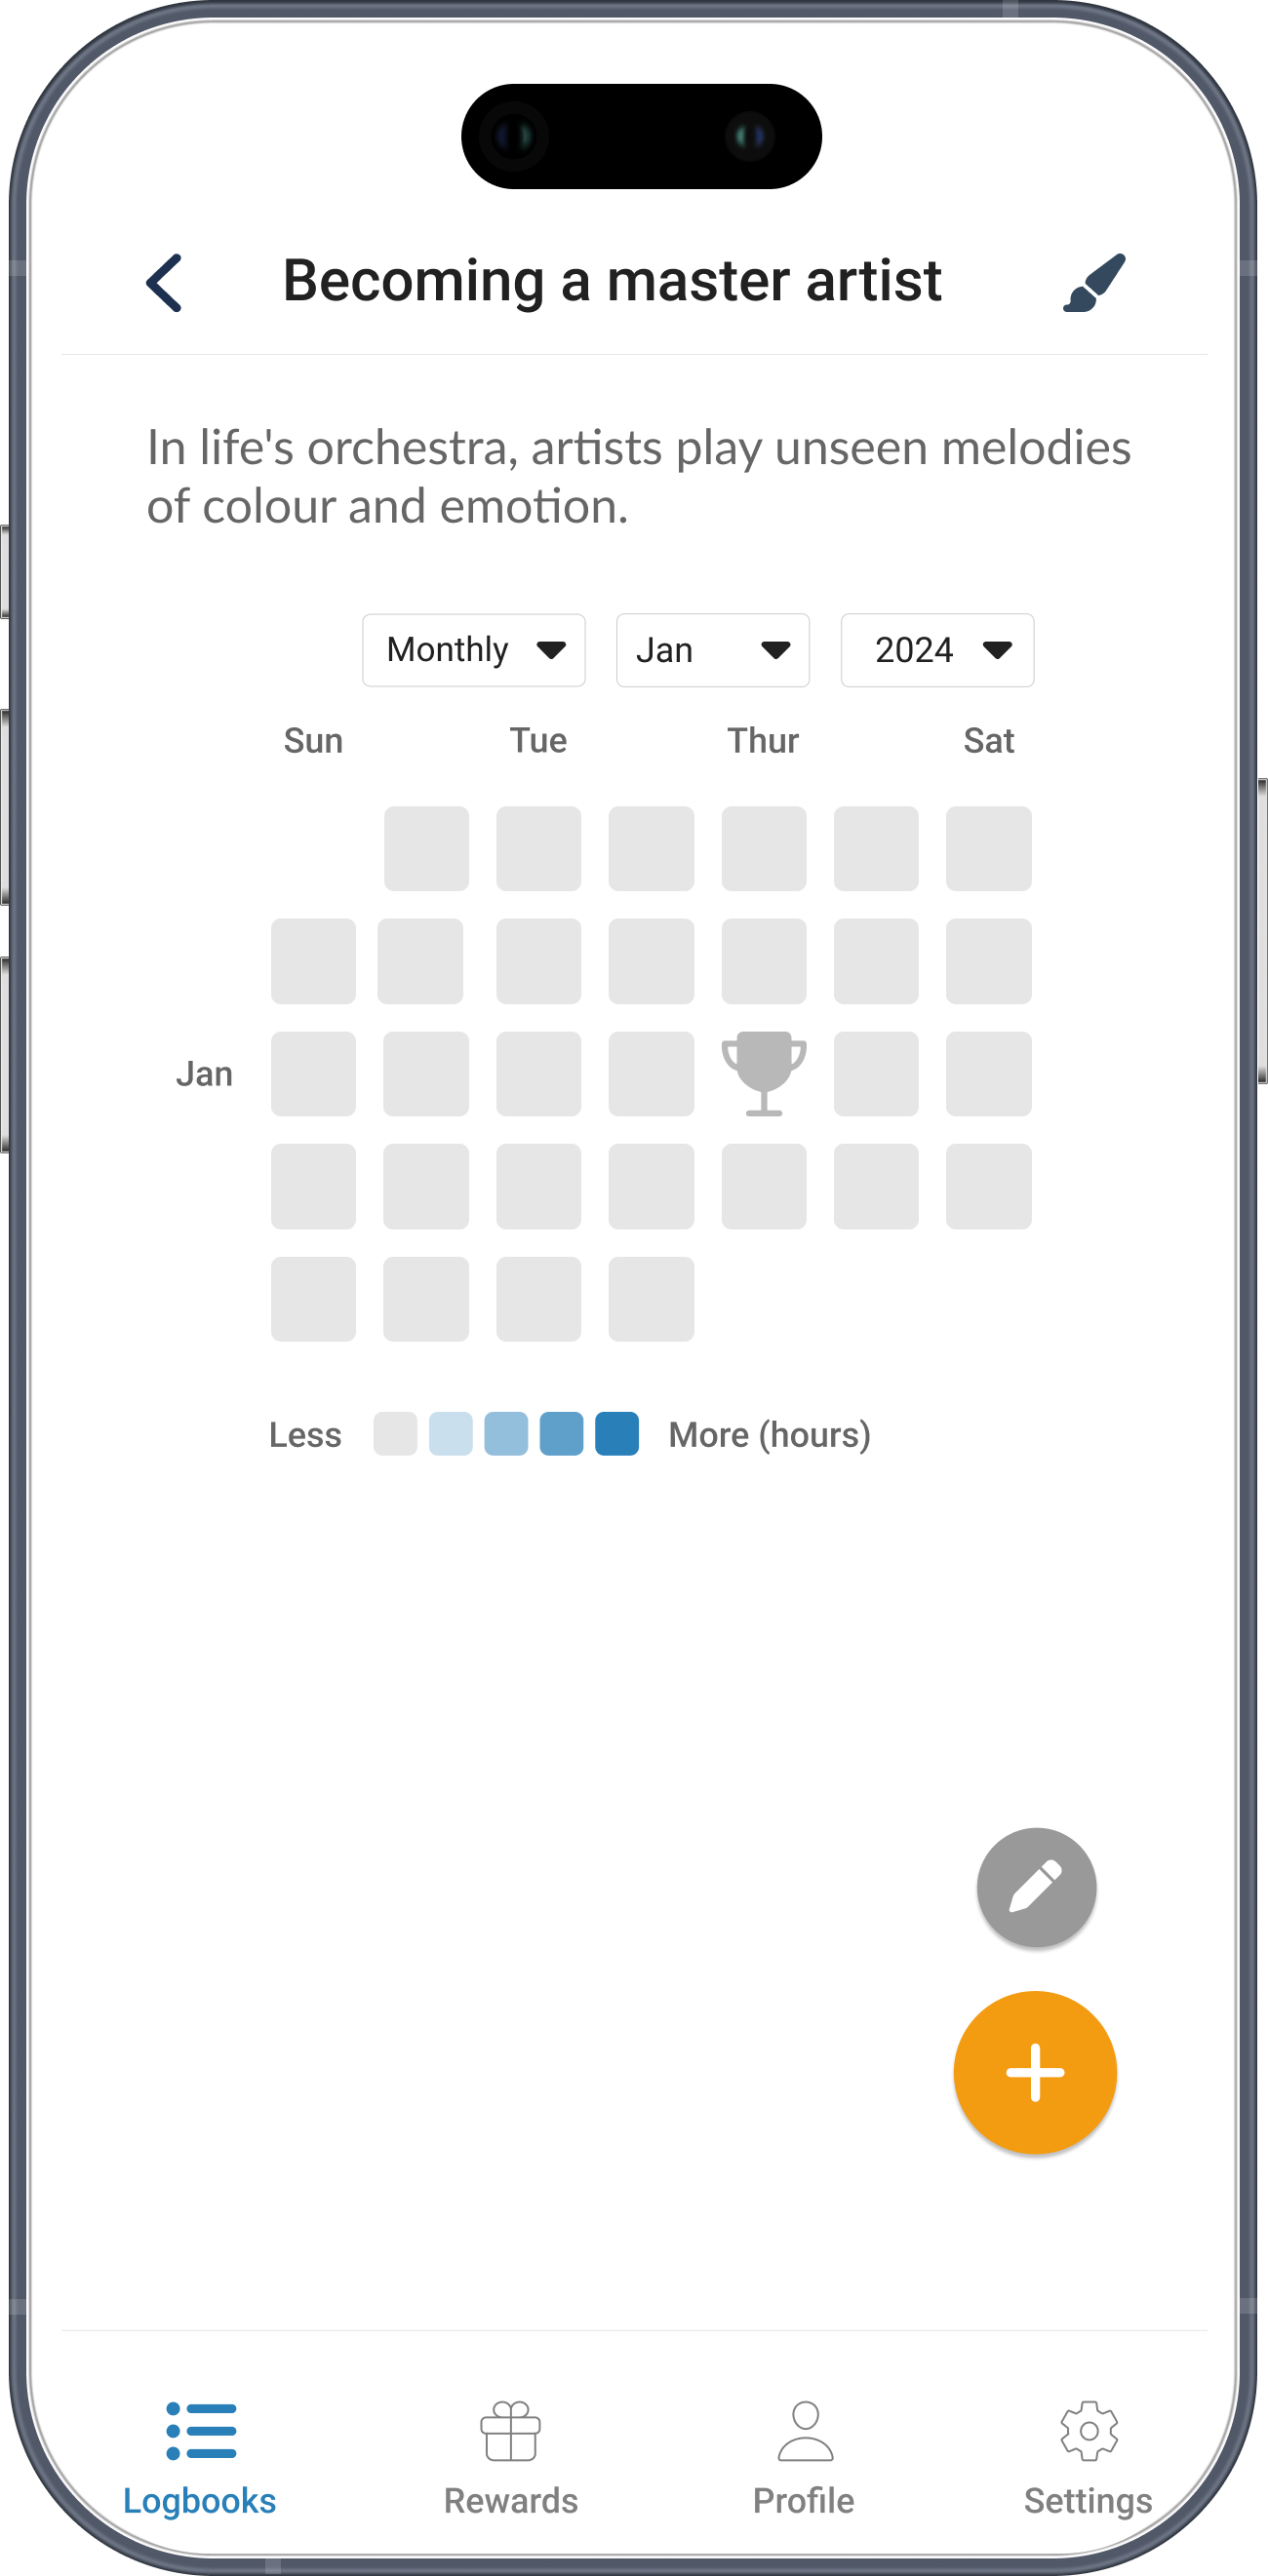 Becoming a master artist
In life's orchestra, artists play unseen melodies
of colour and emotion.
Monthly Jan 2024
Sun Tue Thur Sat
Jan
Less More (hours)
Logbooks Rewards Profile Settings